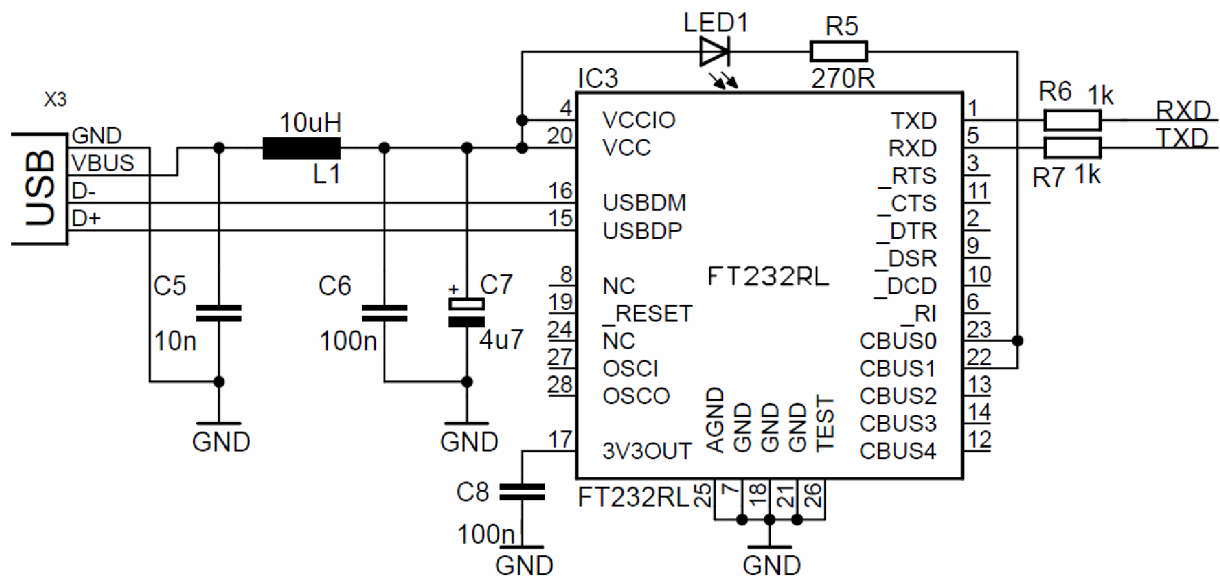 LED1
R5
270R
IC3
X3
USB
GND
VBUS
D-
D+
10uH
L1
C5
10n
GND
C6
100n
C7
+
4u7
GND
4 VCCIO
20 VCC
16 USBDM
15 USBDP
8 NC
19 _RESET
24 NC
27 OSCI
28 OSCO
17 3V3OUT
FT232RL
TXD 1
RXD 5
_RTS 3
_CTS 11
_DTR 2
_DSR 9
_DCD 10
_RI 6
CBUS0 23
CBUS1 22
CBUS2 13
CBUS3 14
CBUS4 12
R6 1k RXD
TXD
R7 1k
AGND GND GND GND TEST
FT232RL 25 7 18 21 26
C8
100n
GND
GND